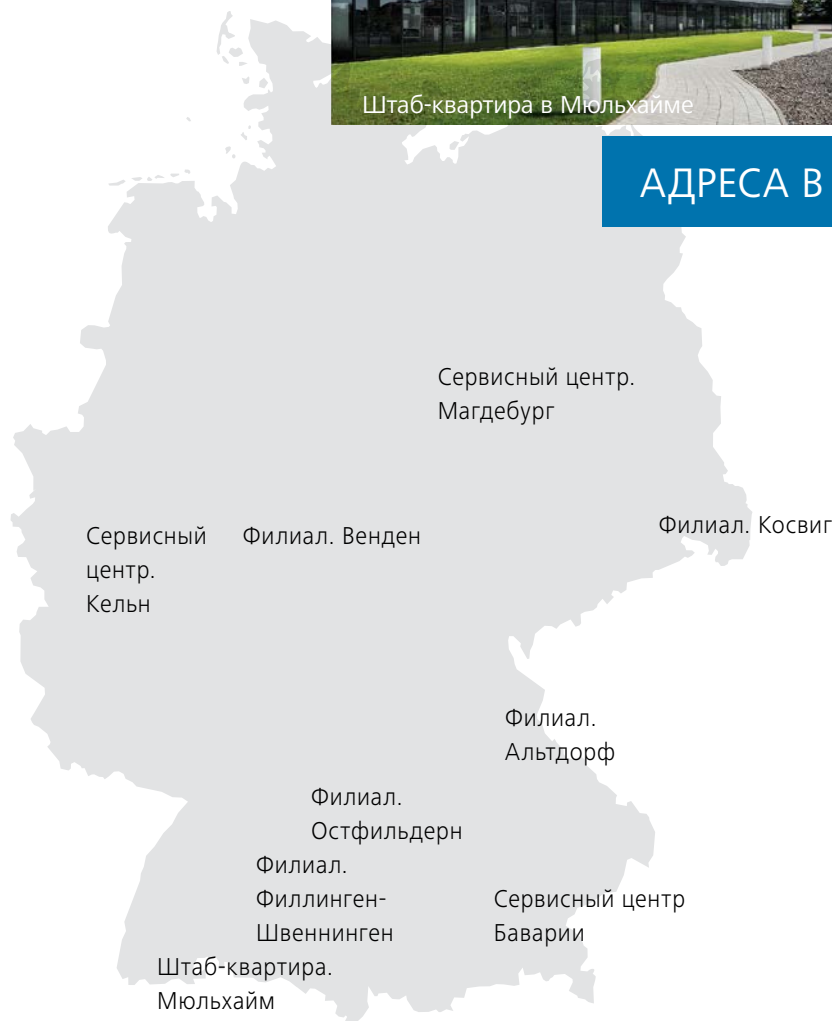 Штаб-квартира в Мюльхайме
АДРЕСА В
Сервисный центр.
Магдебург
Сервисный
центр.
Кельн
Филиал. Венден
Филиал. Косвиг
Филиал.
Альтдорф
Филиал.
Остфильдерн
Филиал.
Филлинген-
Швеннинген
Сервисный центр
Баварии
Штаб-квартира.
Мюльхайм